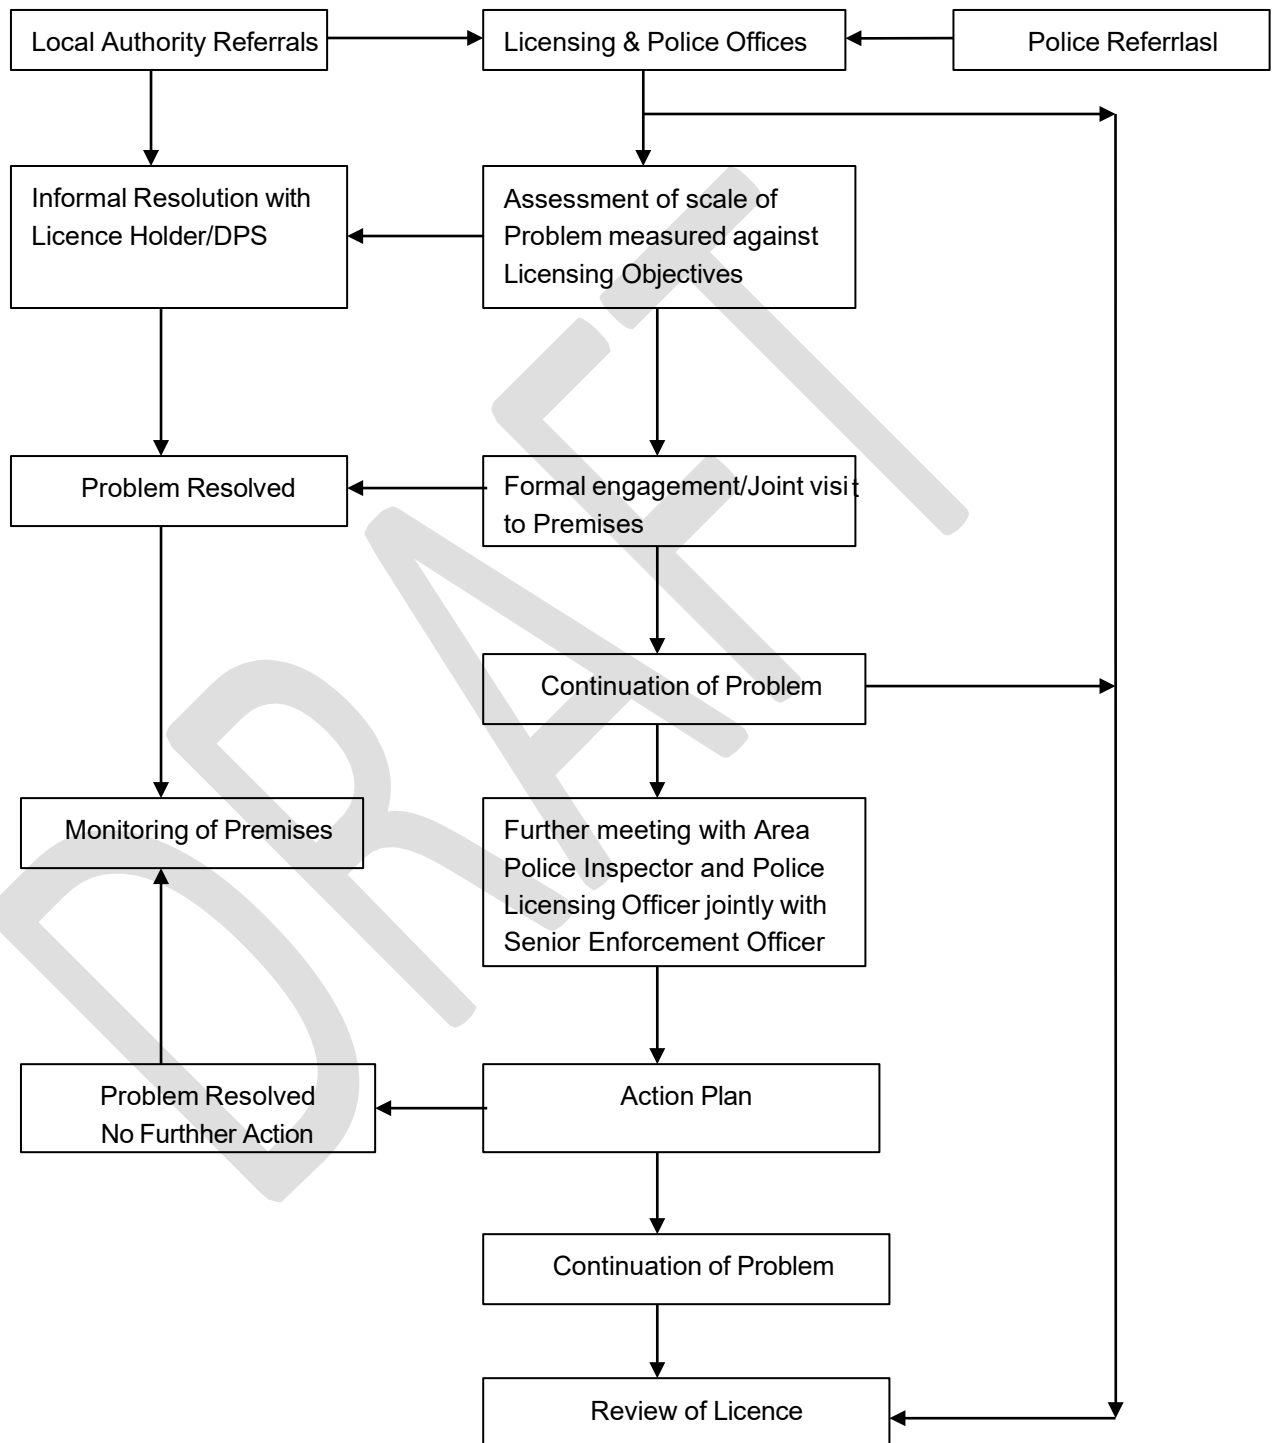 Local Authority Referrals
Licensing & Police Offices
Police Referrlasl
Informal Resolution with
Licence Holder/DPS
Assessment of scale of
Problem measured against
Licensing Objectives
Problem Resolved
Formal engagement/Joint visit
to Premises
Continuation of Problem
Monitoring of Premises
Further meeting with Area
Police Inspector and Police
Licensing Officer jointly with
Senior Enforcement Officer
Problem Resolved
No Furthher Action
Action Plan
Continuation of Problem
Review of Licence
DRAFT